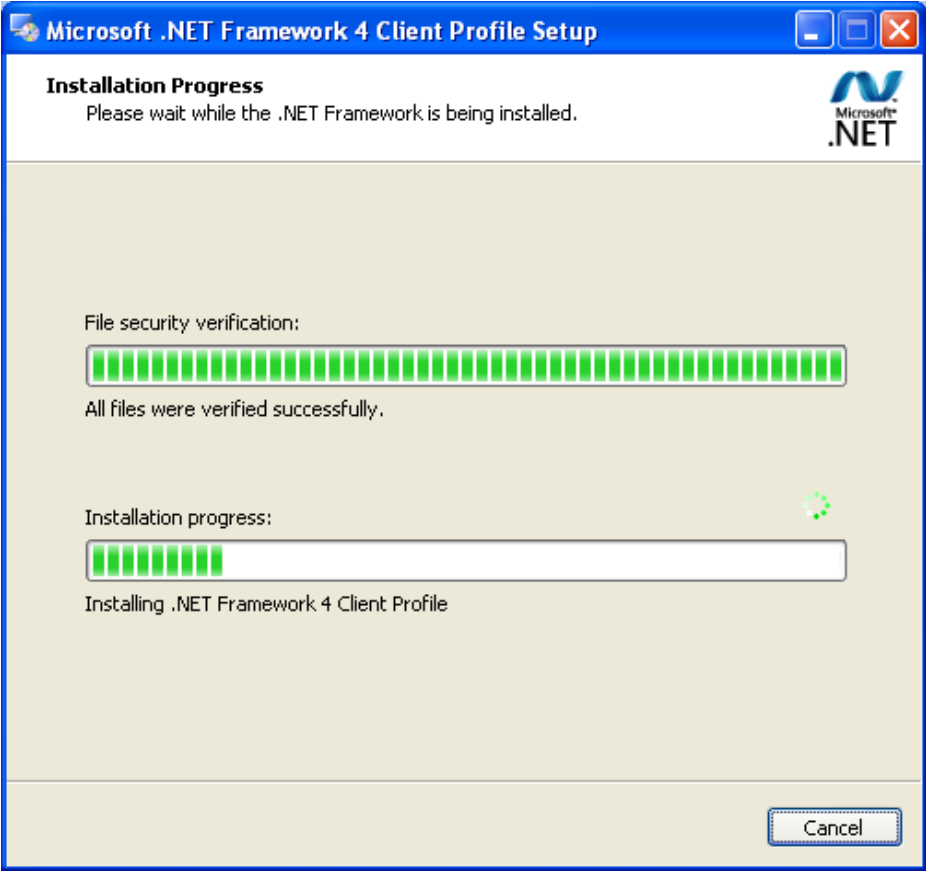 Microsoft .NET Framework 4 Client Profile Setup
Installation Progress
Please wait while the .NET Framework is being installed.
Microsoft
.NET
File security verification:
All files were verified successfully.
Installation progress:
Installing .NET Framework 4 Client Profile
Cancel